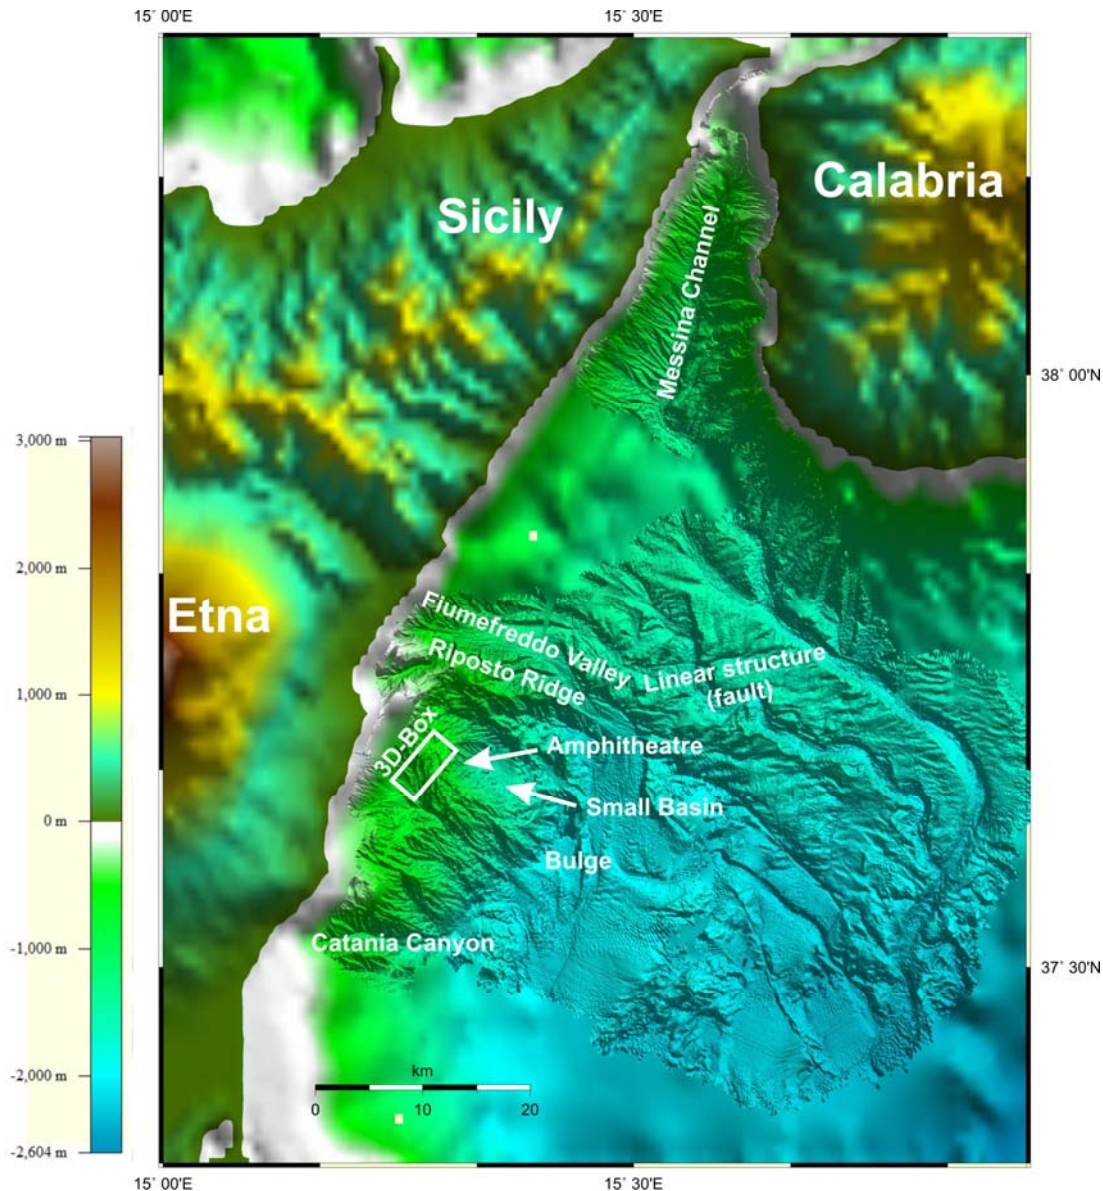 15° 00'E
15° 30'E
Sicily
Calabria
Messina Channel
38° 00'N
3,000 m
2,000 m
1,000 m
0 m
-1,000 m
-2,000 m
-2,604 m
Etna
Fiumefreddo Valley
Riposto Ridge
Linear structure
(fault)
3D-Box
Amphitheatre
Small Basin
Bulge
Catania Canyon
37° 30'N
km
0
10
20
15° 00'E
15° 30'E